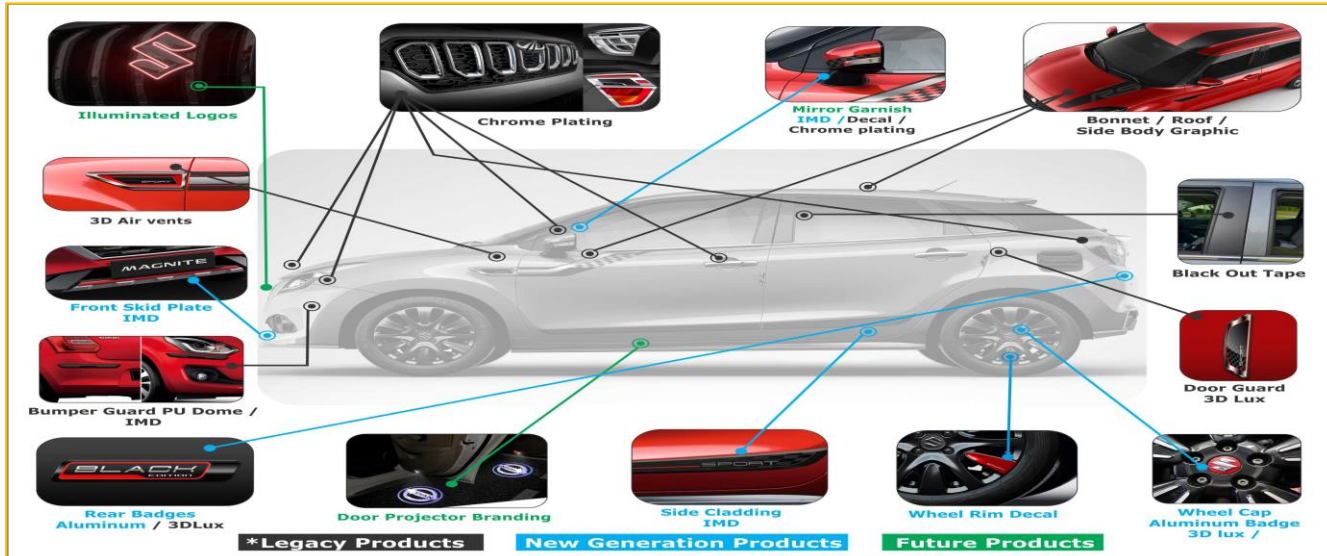 Illuminated Logos
Chrome Plating
Mirror Garnish
IMD /Decal /
Chrome plating
Bonnet / Roof /
Side Body Graphic
SPORT
3D Air vents
MAGNITE
Front Skid Plate
IMD
Black Out Tape
Bumper Guard PU Dome /
IMD
Door Guard
3D Lux
BLACK
EDITION
Rear Badges
Aluminum / 3DLux
Door Projector Branding
SPORT
Side Cladding
IMD
Wheel Rim Decal
Wheel Cap
Aluminum Badge
3D lux /
*Legacy Products
New Generation Products
Future Products